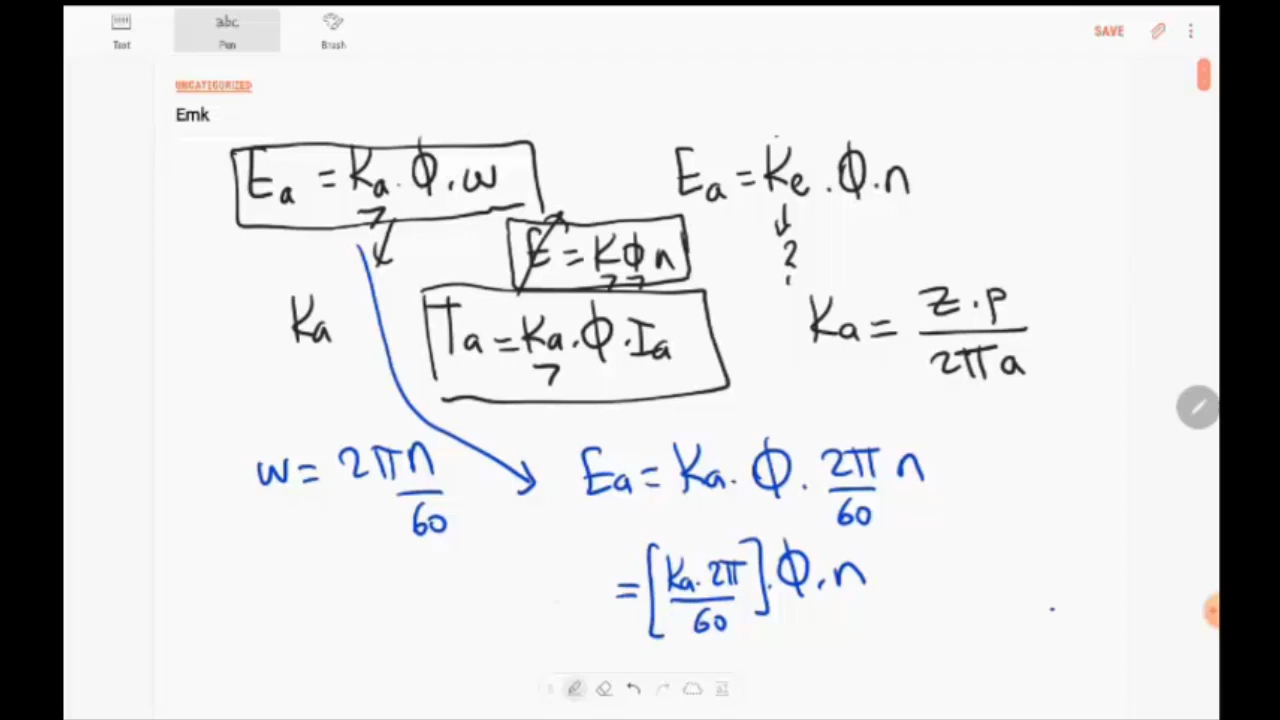 Text
abc
Pen
Brush
SAVE
UNCATEGORIZED
Emk
Ea = Ka . Φ . w
Ea = Ke . Φ . n
?
E = KΦn
Ka
Ta = Ka . Φ . Ia
Ka = z . p / 2πa
w = 2πn / 60
Ea = Ka . Φ . 2π / 60 n
= [Ka . 2π / 60] . Φ . n